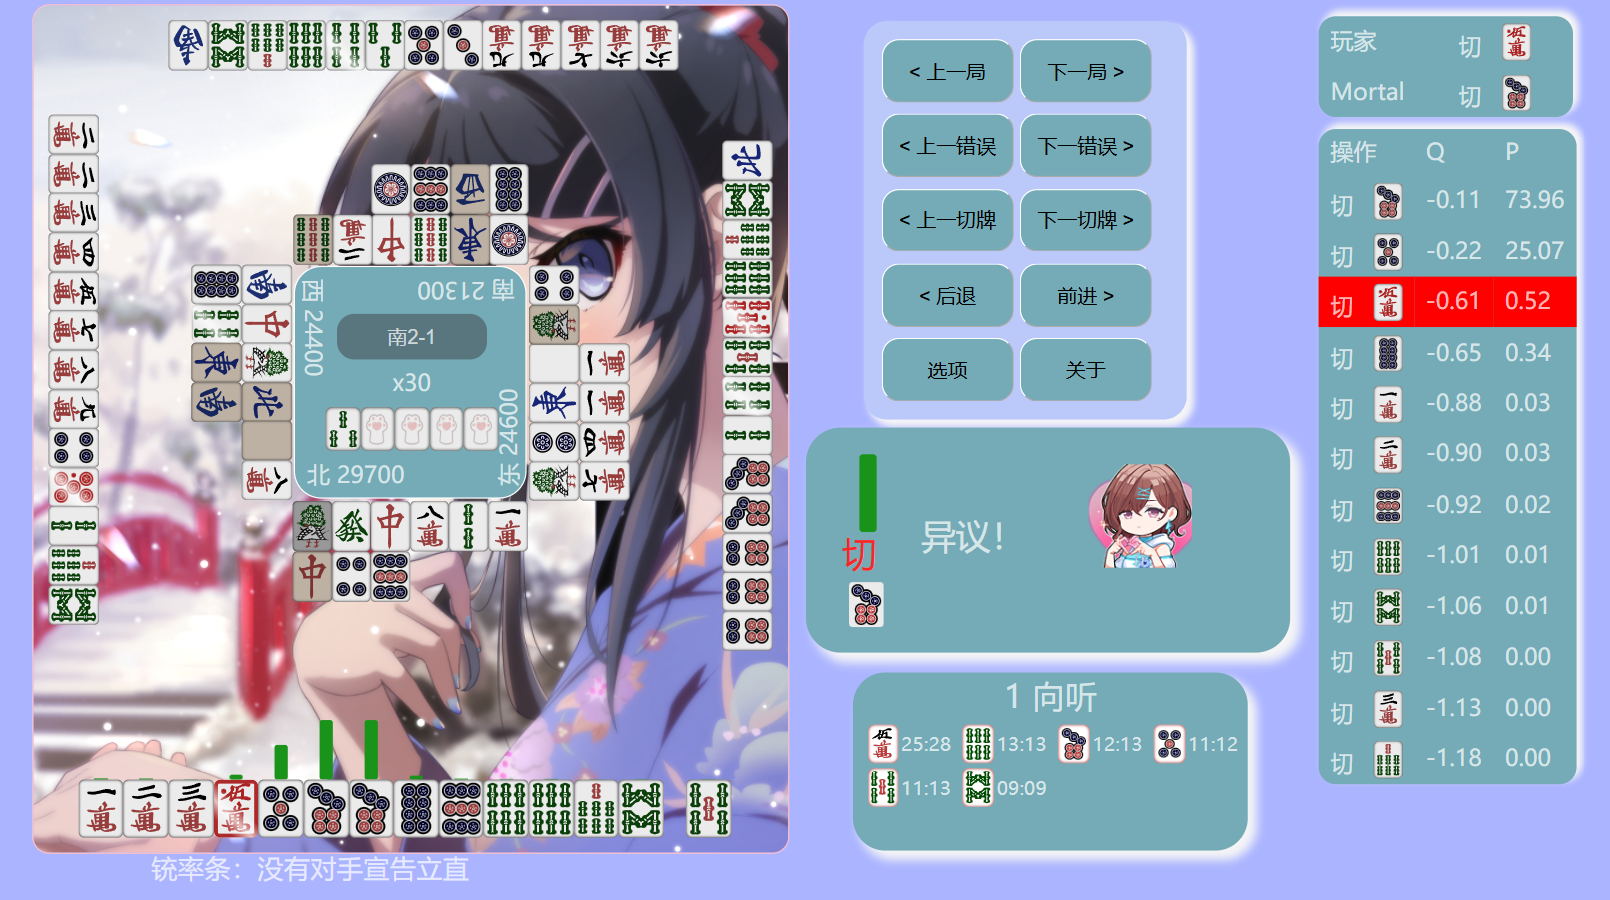 西 24400
南 21300
南2-1
x30
北 29700
东 24600
铳率条：没有对手宣告立直
< 上一局
下一局 >
< 上一错误
下一错误 >
< 上一切牌
下一切牌 >
< 后退
前进 >
选项
关于
切
异议！
1 向听
25:28 13:13 12:13 11:12
11:13 09:09
玩家 切
Mortal 切
操作 Q P
切 -0.11 73.96
切 -0.22 25.07
切 -0.61 0.52
切 -0.65 0.34
切 -0.88 0.03
切 -0.90 0.03
切 -0.92 0.02
切 -1.01 0.01
切 -1.06 0.01
切 -1.08 0.00
切 -1.13 0.00
切 -1.18 0.00